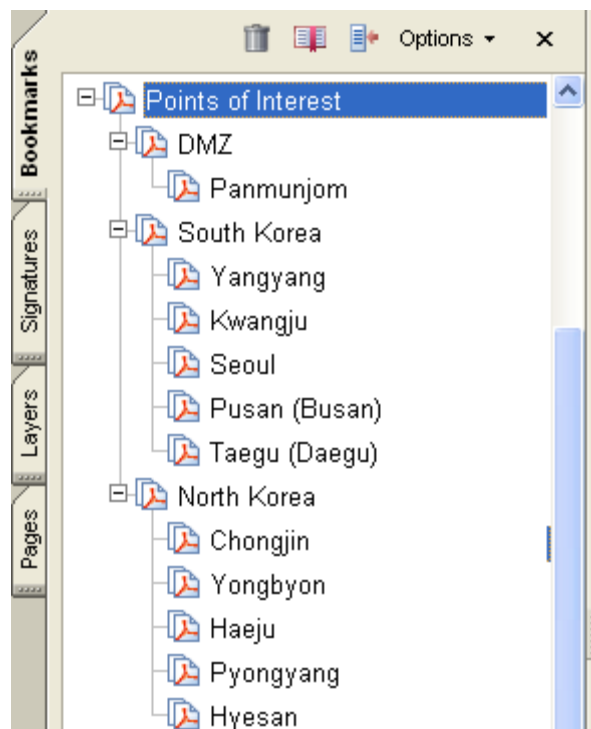 Options
Bookmarks
Signatures
Layers
Pages
Points of Interest
DMZ
Panmunjom
South Korea
Yangyang
Kwangju
Seoul
Pusan (Busan)
Taegu (Daegu)
North Korea
Chongjin
Yongbyon
Haeju
Pyongyang
Hyesan